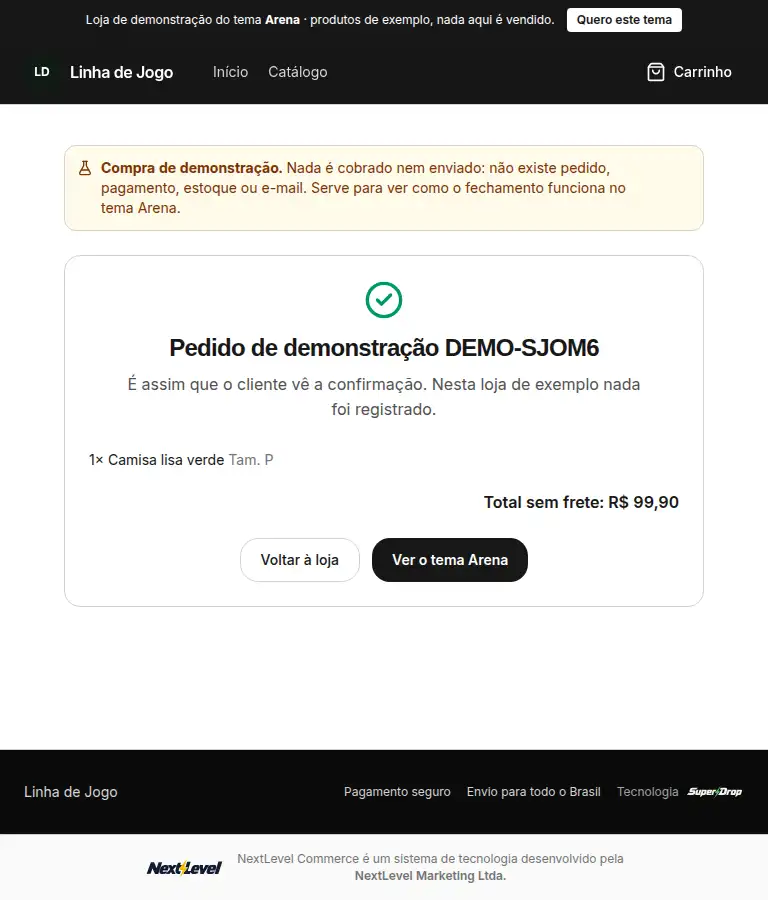 Loja de demonstração do tema Arena · produtos de exemplo, nada aqui é vendido. Quero este tema
LD Linha de Jogo Início Catálogo Carrinho
Compra de demonstração. Nada é cobrado nem enviado: não existe pedido,
pagamento, estoque ou e-mail. Serve para ver como o fechamento funciona no
tema Arena.
Pedido de demonstração DEMO-SJOM6
É assim que o cliente vê a confirmação. Nesta loja de exemplo nada
foi registrado.
1× Camisa lisa verde Tam. P
Total sem frete: R$ 99,90
Voltar à loja Ver o tema Arena
Linha de Jogo Pagamento seguro Envio para todo o Brasil Tecnologia SuperDrop
NextLevel NextLevel Commerce é um sistema de tecnologia desenvolvido pela
NextLevel Marketing Ltda.